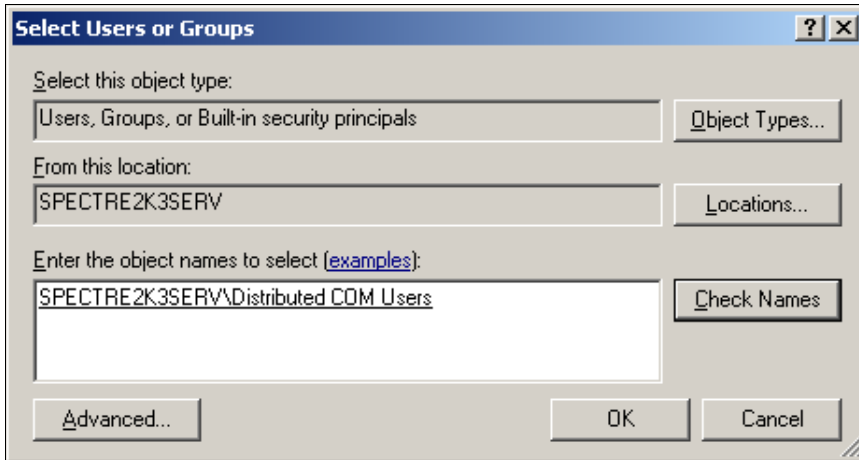 Select Users or Groups
Select this object type:
Users, Groups, or Built-in security principals
Object Types...
From this location:
SPECTRE2K3SERV
Locations...
Enter the object names to select (examples):
SPECTRE2K3SERV\Distributed COM Users
Check Names
Advanced...
OK
Cancel